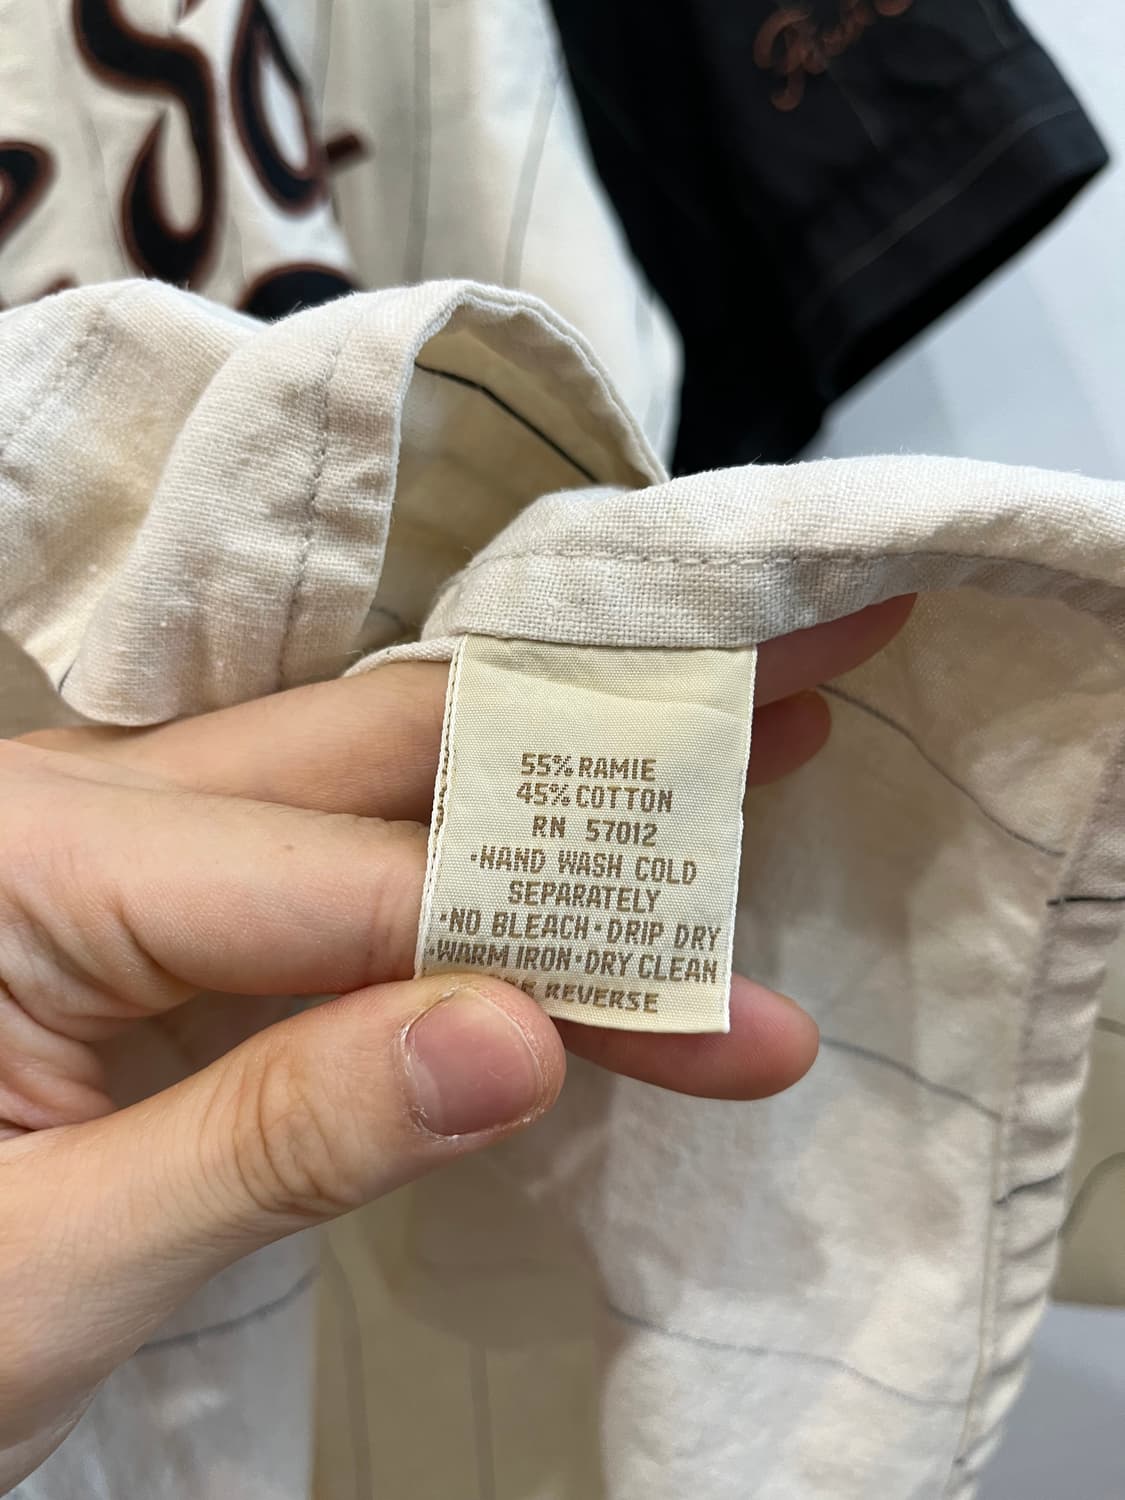 55% RAMIE
45% COTTON
RN 57012
•HAND WASH COLD
SEPARATELY
•NO BLEACH•DRIP DRY
•WARM IRON•DRY CLEAN
REVERSE